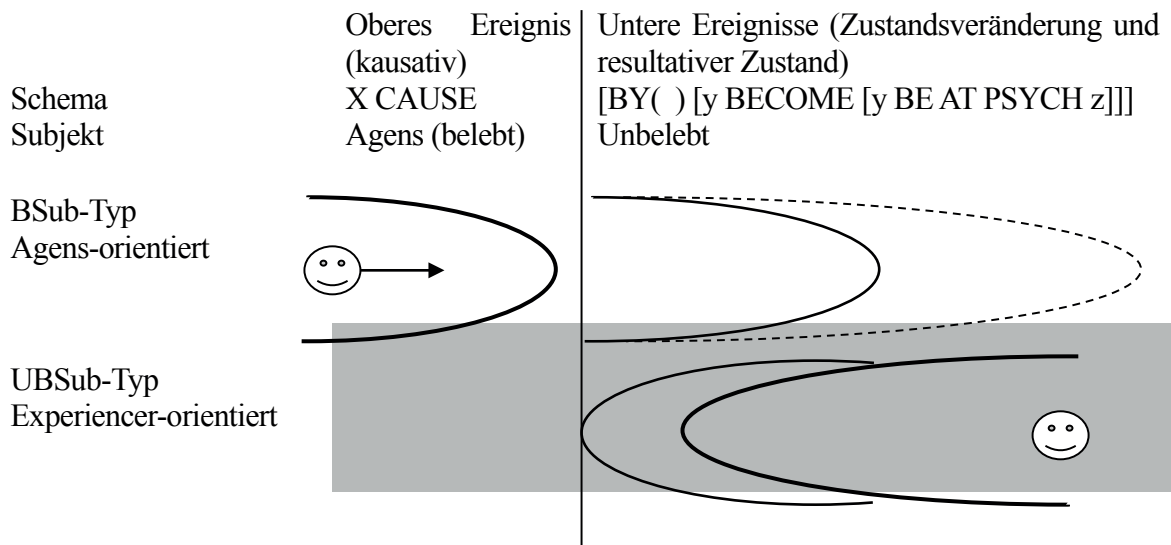 Oberes Ereignis
(kausativ)
Untere Ereignisse (Zustandsveränderung und
resultativer Zustand)
Schema X CAUSE [BY( ) [y BECOME [y BE AT PSYCH z]]]
Subjekt Agens (belebt) Unbelebt
BSub-Typ
Agens-orientiert
UBSub-Typ
Experiencer-orientiert